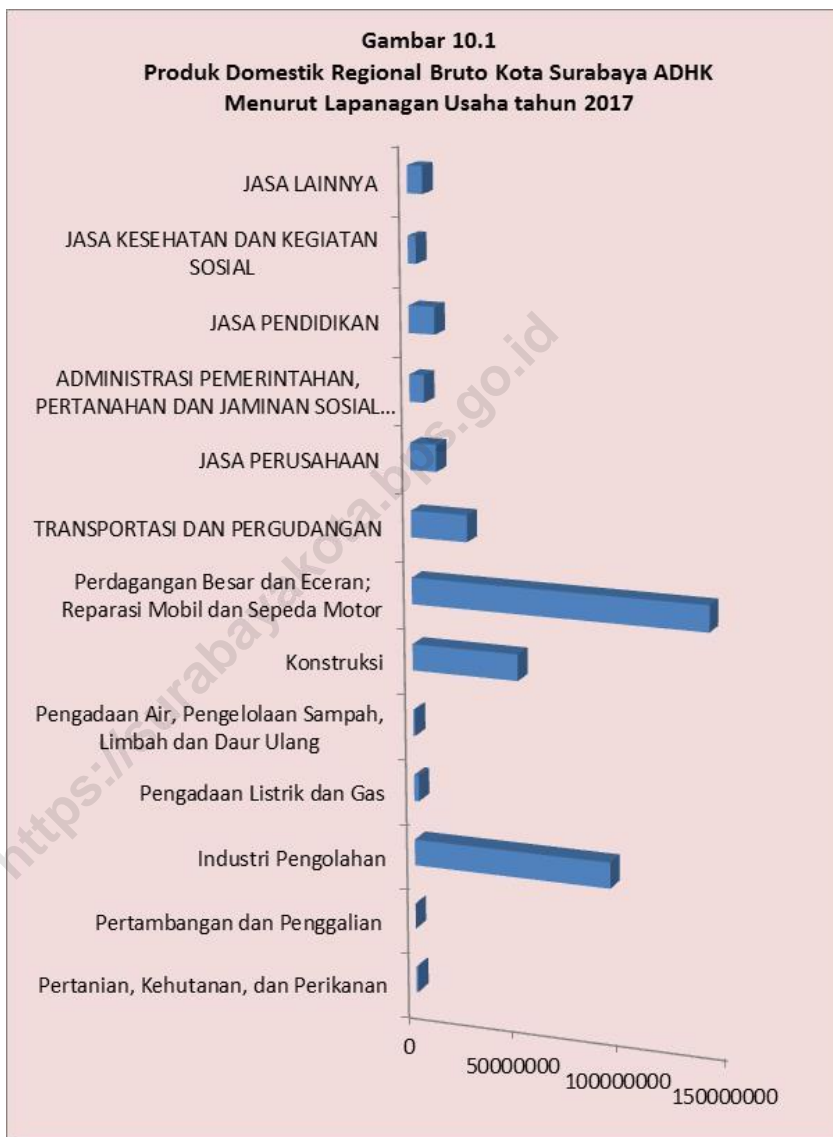 Gambar 10.1
Produk Domestik Regional Bruto Kota Surabaya ADHK
Menurut Lapanagan Usaha tahun 2017
JASA LAINNYA
JASA KESEHATAN DAN KEGIATAN
SOSIAL
JASA PENDIDIKAN
ADMINISTRASI PEMERINTAHAN,
PERTANAHAN DAN JAMINAN SOSIAL...
JASA PERUSAHAAN
TRANSPORTASI DAN PERGUDANGAN
Perdagangan Besar dan Eceran;
Reparasi Mobil dan Sepeda Motor
Konstruksi
Pengadaan Air, Pengelolaan Sampah,
Limbah dan Daur Ulang
Pengadaan Listrik dan Gas
Industri Pengolahan
Pertambangan dan Penggalian
Pertanian, Kehutanan, dan Perikanan
0
50000000
100000000
150000000
https://surabayakota.bps.go.id